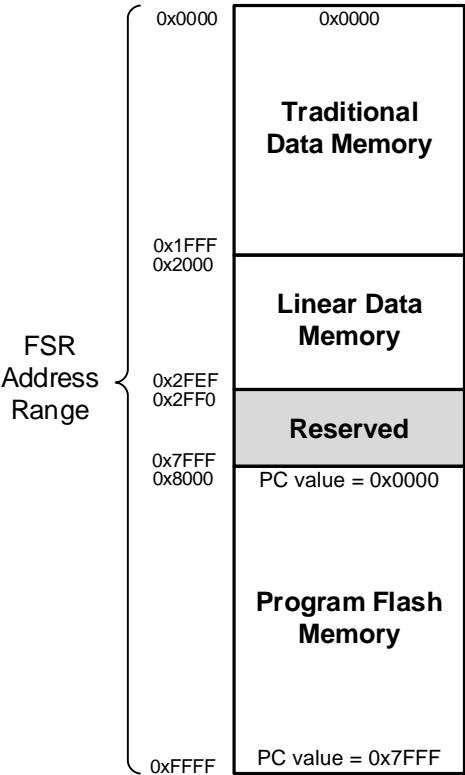 0x0000
0x0000
Traditional
Data Memory
0x1FFF
0x2000
Linear Data
Memory
FSR
Address
Range
0x2FEF
0x2FF0
Reserved
0x7FFF
0x8000
PC value = 0x0000
Program Flash
Memory
0xFFFF
PC value = 0x7FFF